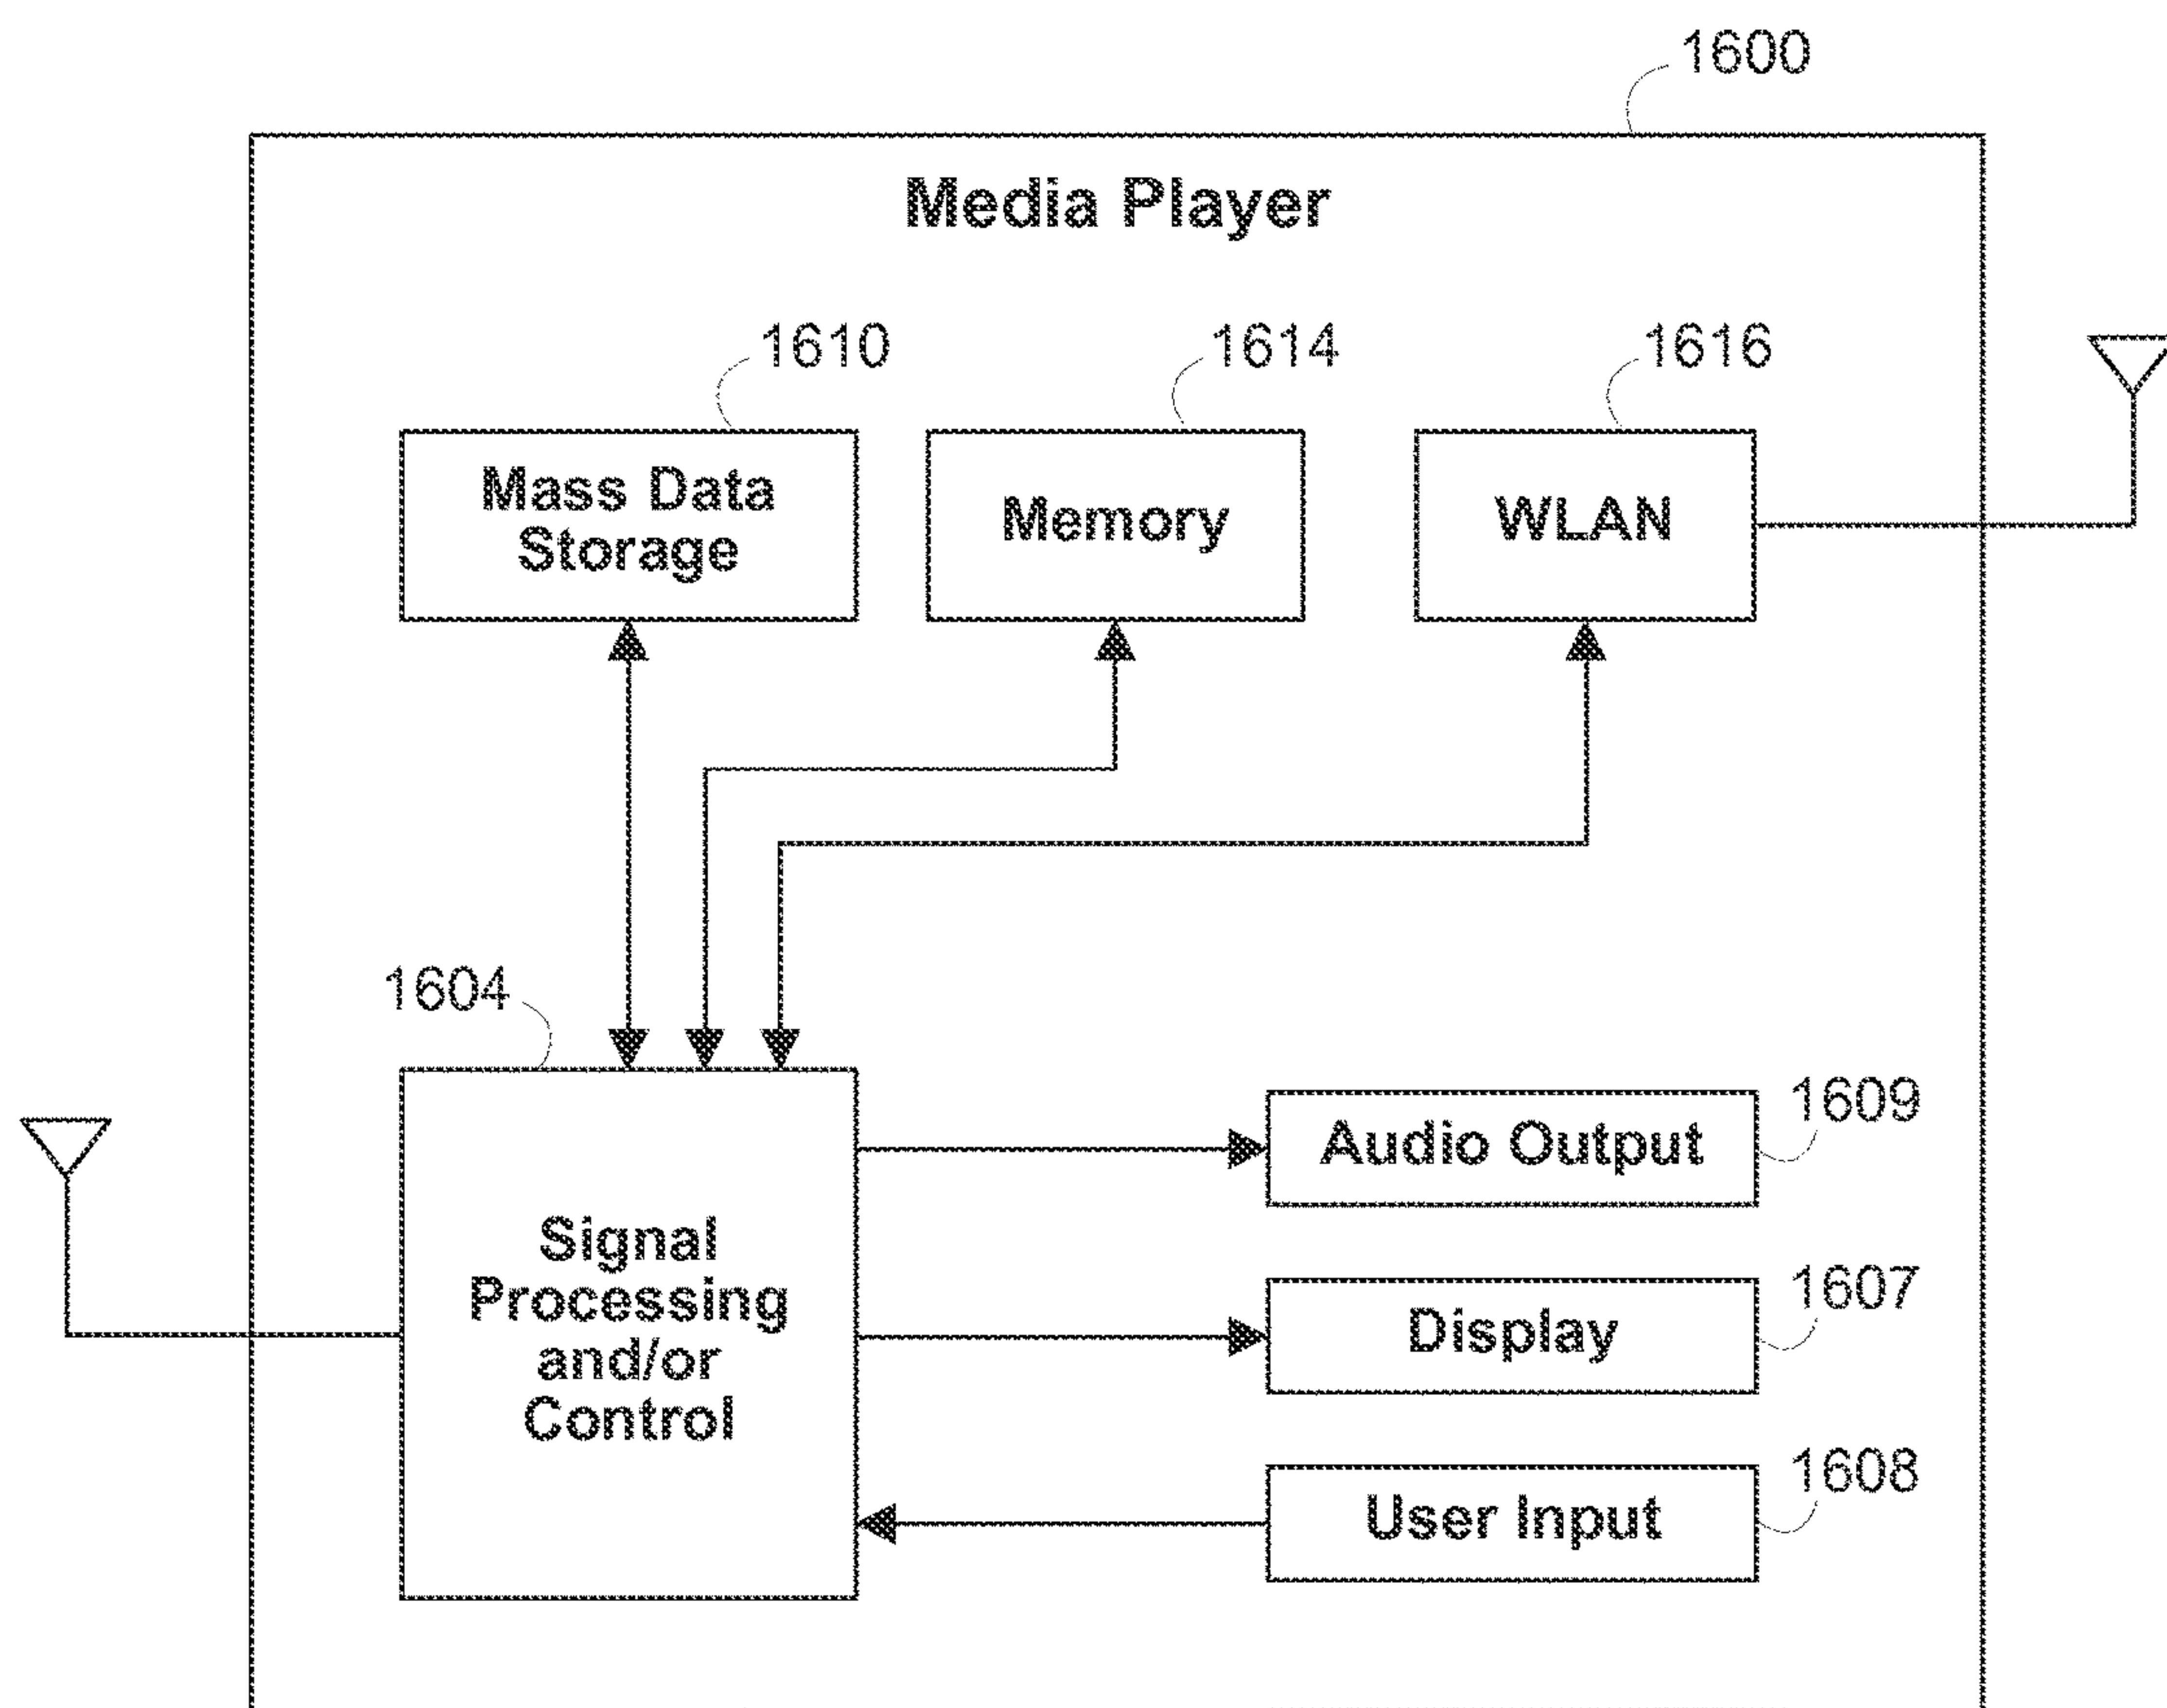 1600
Media Player
1610
1614
1616
Mass Data
Storage
Memory
WLAN
1604
Signal
Processing
and/or
Control
Audio Output
1609
Display
1607
User Input
1608